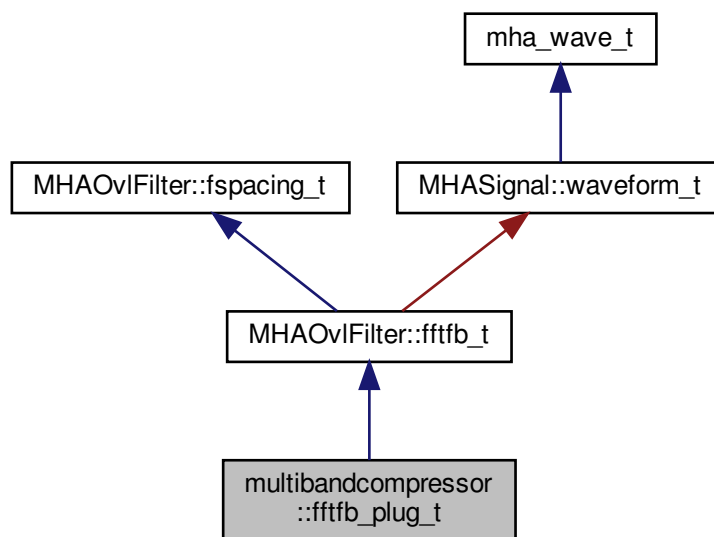 mha_wave_t
MHAOvlFilter::fspacing_t
MHASignal::waveform_t
MHAOvlFilter::fftfb_t
multibandcompressor
::fftfb_plug_t